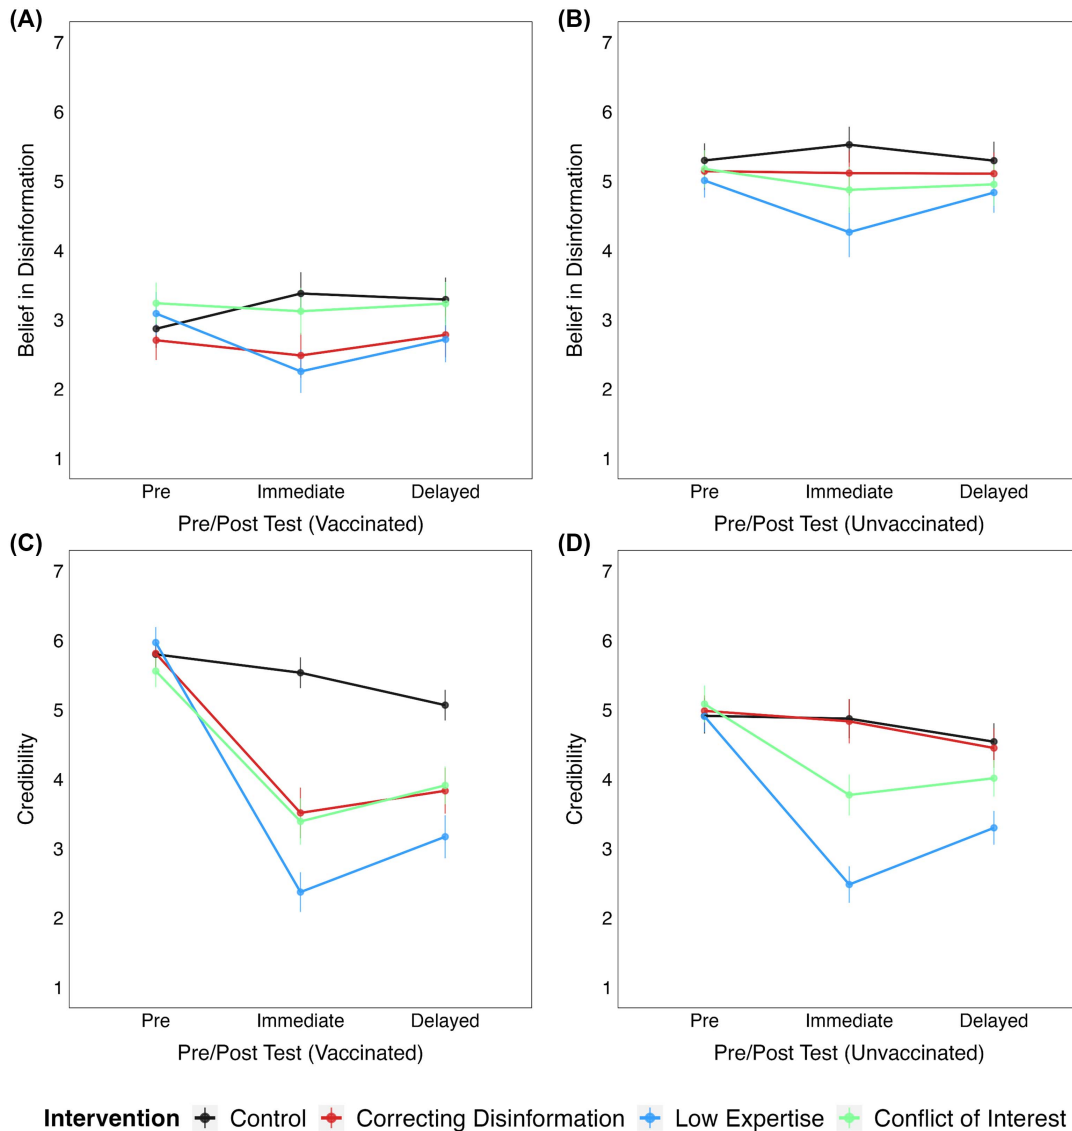 (A)
7
6
5
4
3
2
1
Belief in Disinformation
Pre Immediate Delayed
Pre/Post Test (Vaccinated)
(B)
7
6
5
4
3
2
1
Belief in Disinformation
Pre Immediate Delayed
Pre/Post Test (Unvaccinated)
(C)
7
6
5
4
3
2
1
Credibility
Pre Immediate Delayed
Pre/Post Test (Vaccinated)
(D)
7
6
5
4
3
2
1
Credibility
Pre Immediate Delayed
Pre/Post Test (Unvaccinated)
Intervention Control Correcting Disinformation Low Expertise Conflict of Interest